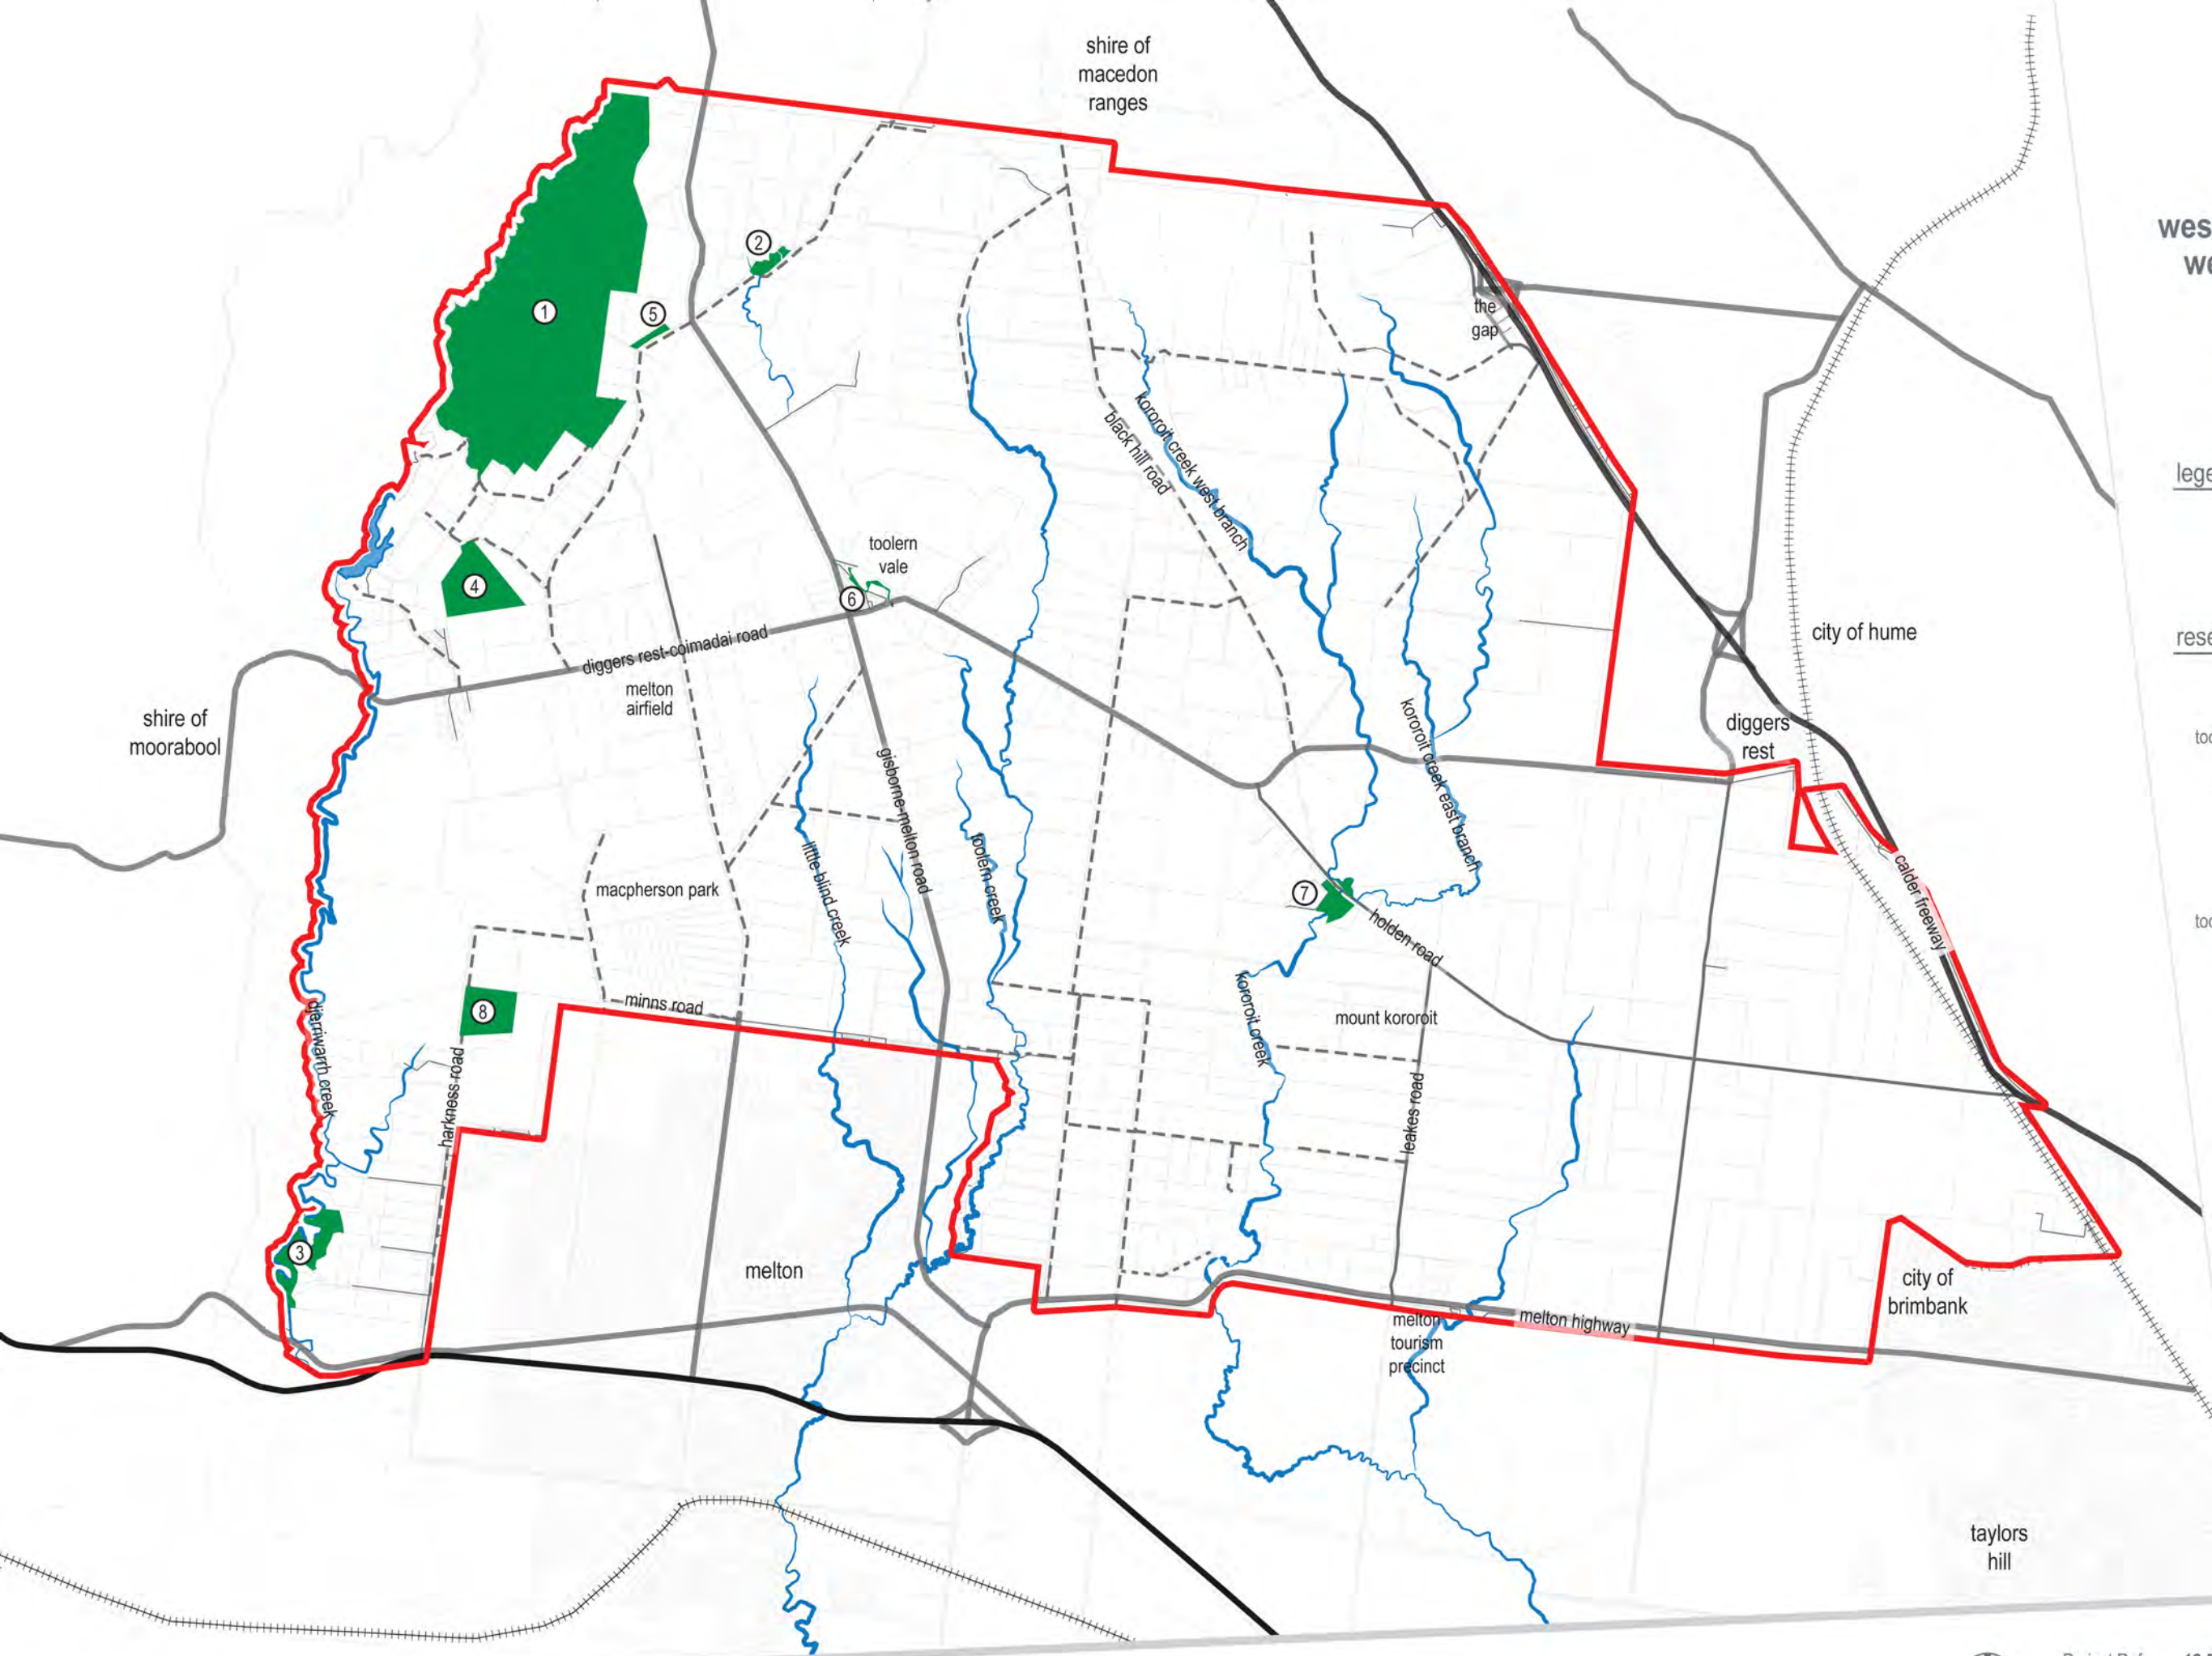 shire of
macedon
ranges
wes
we
2
1
5
the
gap
kororoit creek west branch
black hill road
lege
toolern
vale
4
6
city of hume
rese
diggers rest-coimadai road
melton
airfield
shire of
moorabool
diggers
rest
kororoit creek east branch
gisborne-melton road
toolern creek
little blind creek
macpherson park
7
holden road
calder freeway
kororoit creek
8
minns road
mount kororoit
djerriwarrh creek
harkness road
leakes road
3
melton
city of
brimbank
melton highway
melton
tourism
precinct
taylors
hill